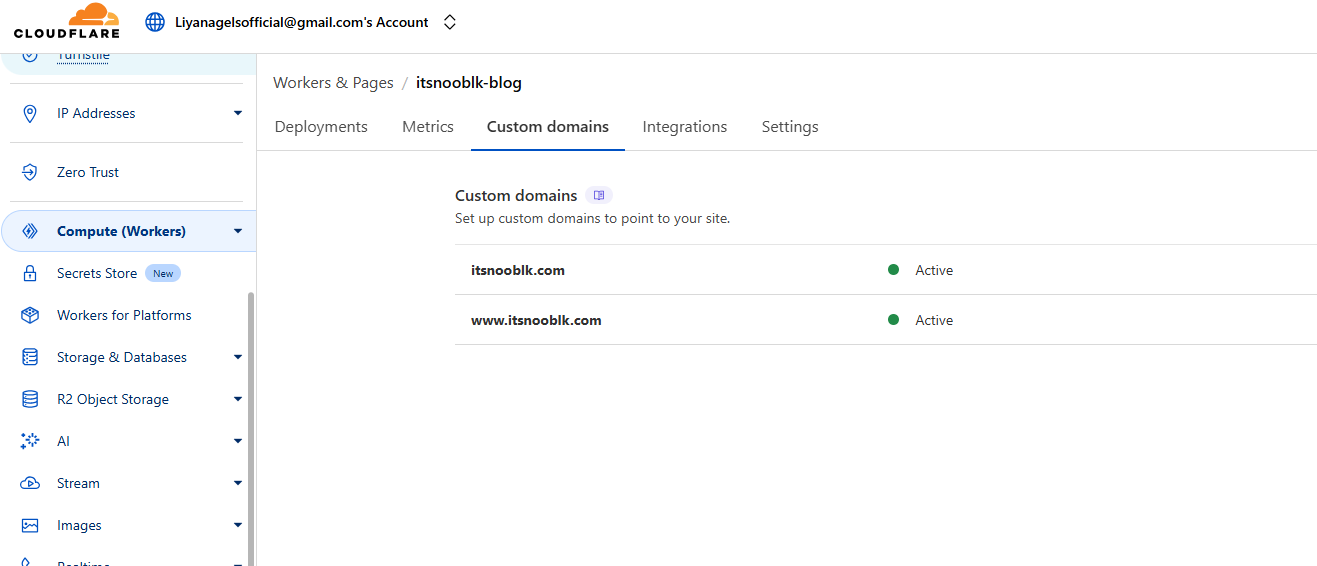 CLOUDFLARE
Liyanagelsofficial@gmail.com's Account
Turnstile
IP Addresses
Zero Trust
Compute (Workers)
Secrets Store New
Workers for Platforms
Storage & Databases
R2 Object Storage
AI
Stream
Images
Realtime
Workers & Pages / itsnooblk-blog
Deployments Metrics Custom domains Integrations Settings
Custom domains
Set up custom domains to point to your site.
itsnooblk.com Active
www.itsnooblk.com Active